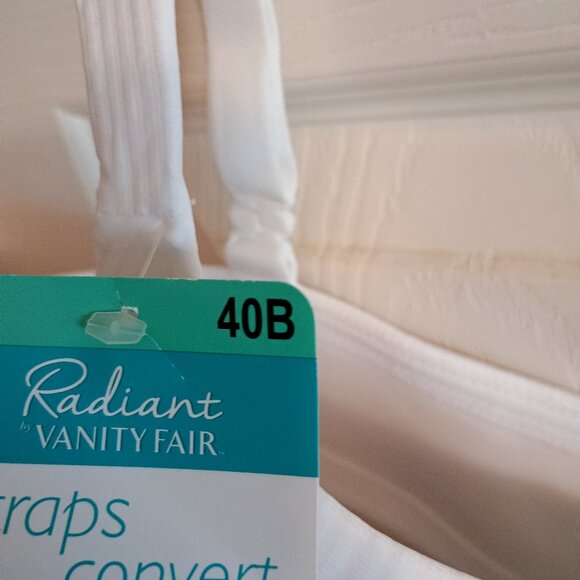 40B
Radiant
by VANITY FAIR
traps
convert